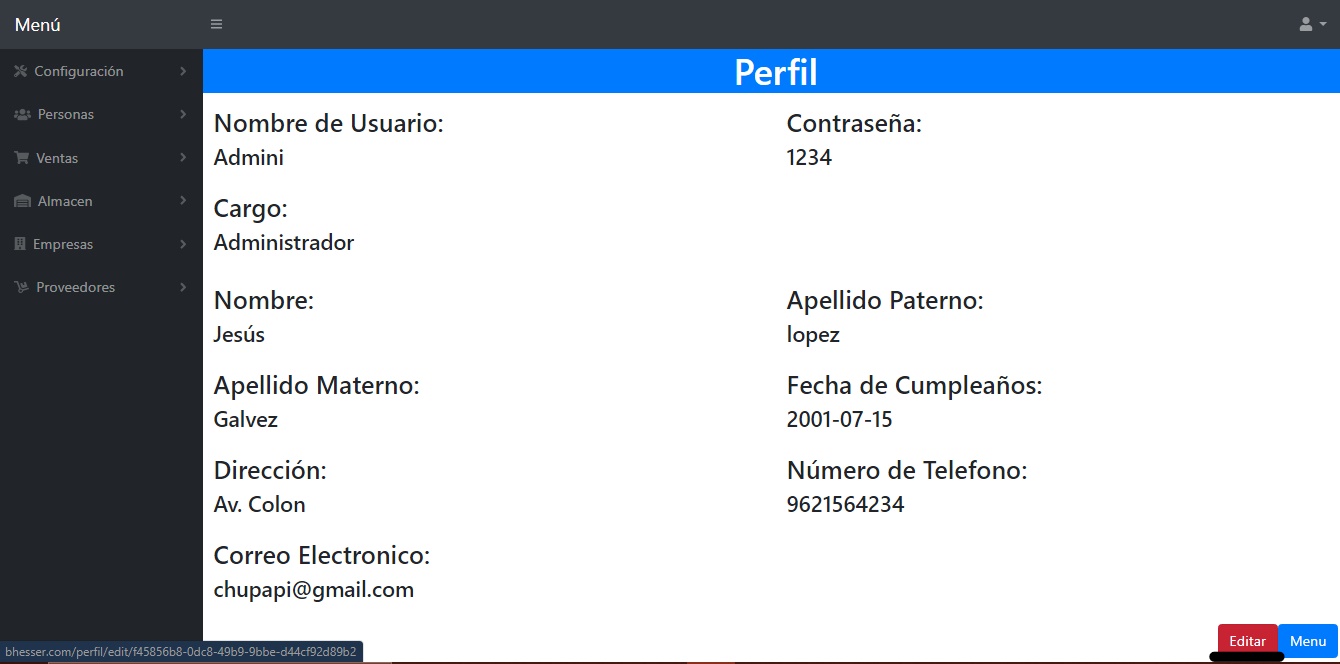 Menú
Perfil
Configuración
Personas
Ventas
Almacen
Empresas
Proveedores
Nombre de Usuario:
Admini
Contraseña:
1234
Cargo:
Administrador
Nombre:
Jesús
Apellido Paterno:
lopez
Apellido Materno:
Galvez
Fecha de Cumpleaños:
2001-07-15
Dirección:
Av. Colon
Número de Telefono:
9621564234
Correo Electronico:
chupapi@gmail.com
Editar
Menu
bhesser.com/perfil/edit/f45856b8-0dc8-49b9-9bbe-d44cf92d89b2